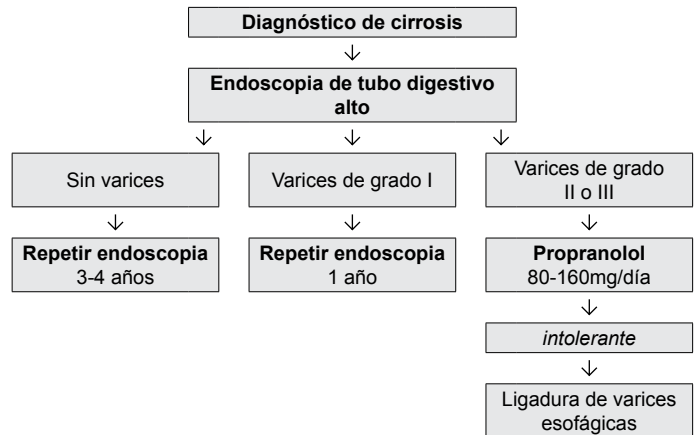 Diagnóstico de cirrosis
Endoscopia de tubo digestivo
alto
Sin varices
Varices de grado I
Varices de grado
II o III
Repetir endoscopia
3-4 años
Repetir endoscopia
1 año
Propranolol
80-160mg/día
intolerante
Ligadura de varices
esofágicas